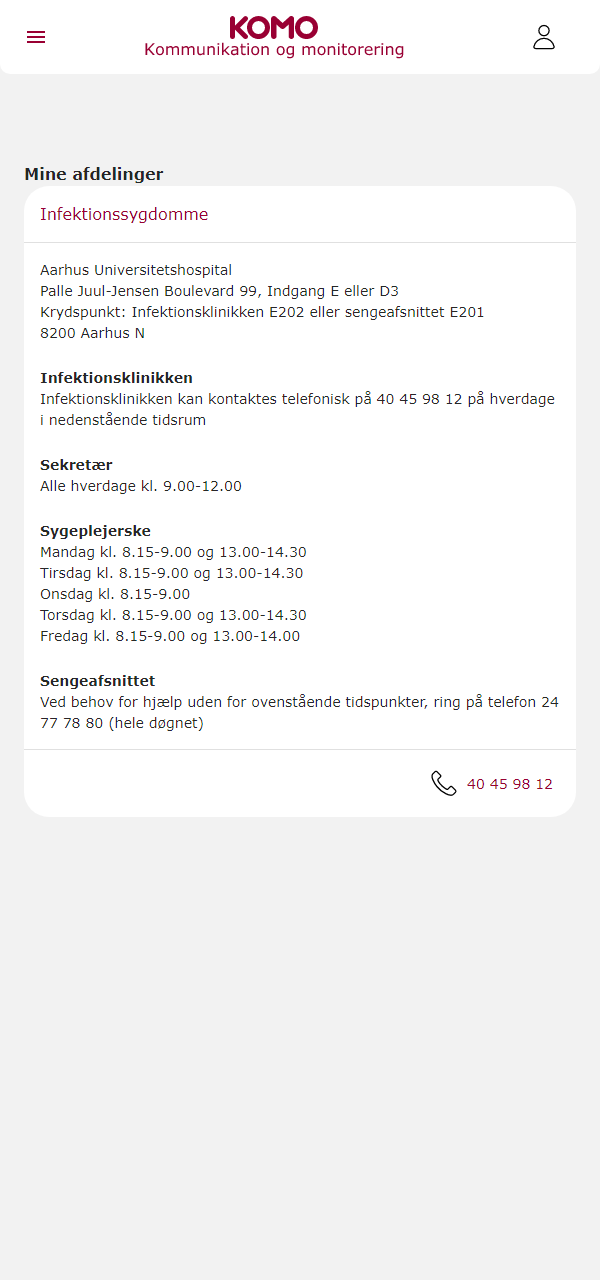 KOMO
Kommunikation og monitorering
Mine afdelinger
Infektionssygdomme
Aarhus Universitetshospital
Palle Juul-Jensen Boulevard 99, Indgang E eller D3
Krydspunkt: Infektionsklinikken E202 eller sengeafsnittet E201
8200 Aarhus N
Infektionsklinikken
Infektionsklinikken kan kontaktes telefonisk på 40 45 98 12 på hverdage
i nedenstående tidsrum
Sekretær
Alle hverdage kl. 9.00-12.00
Sygeplejerske
Mandag kl. 8.15-9.00 og 13.00-14.30
Tirsdag kl. 8.15-9.00 og 13.00-14.30
Onsdag kl. 8.15-9.00
Torsdag kl. 8.15-9.00 og 13.00-14.30
Fredag kl. 8.15-9.00 og 13.00-14.00
Sengeafsnittet
Ved behov for hjælp uden for ovenstående tidspunkter, ring på telefon 24
77 78 80 (hele døgnet)
40 45 98 12